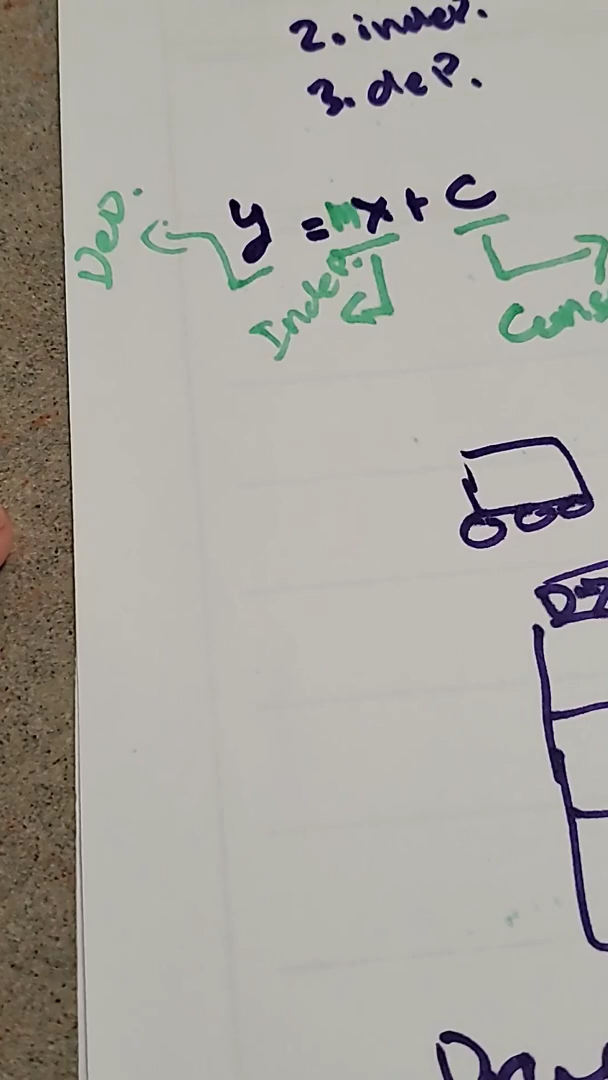 2. indep.
3. dep.
y = mx + c
Dep.
Indep.